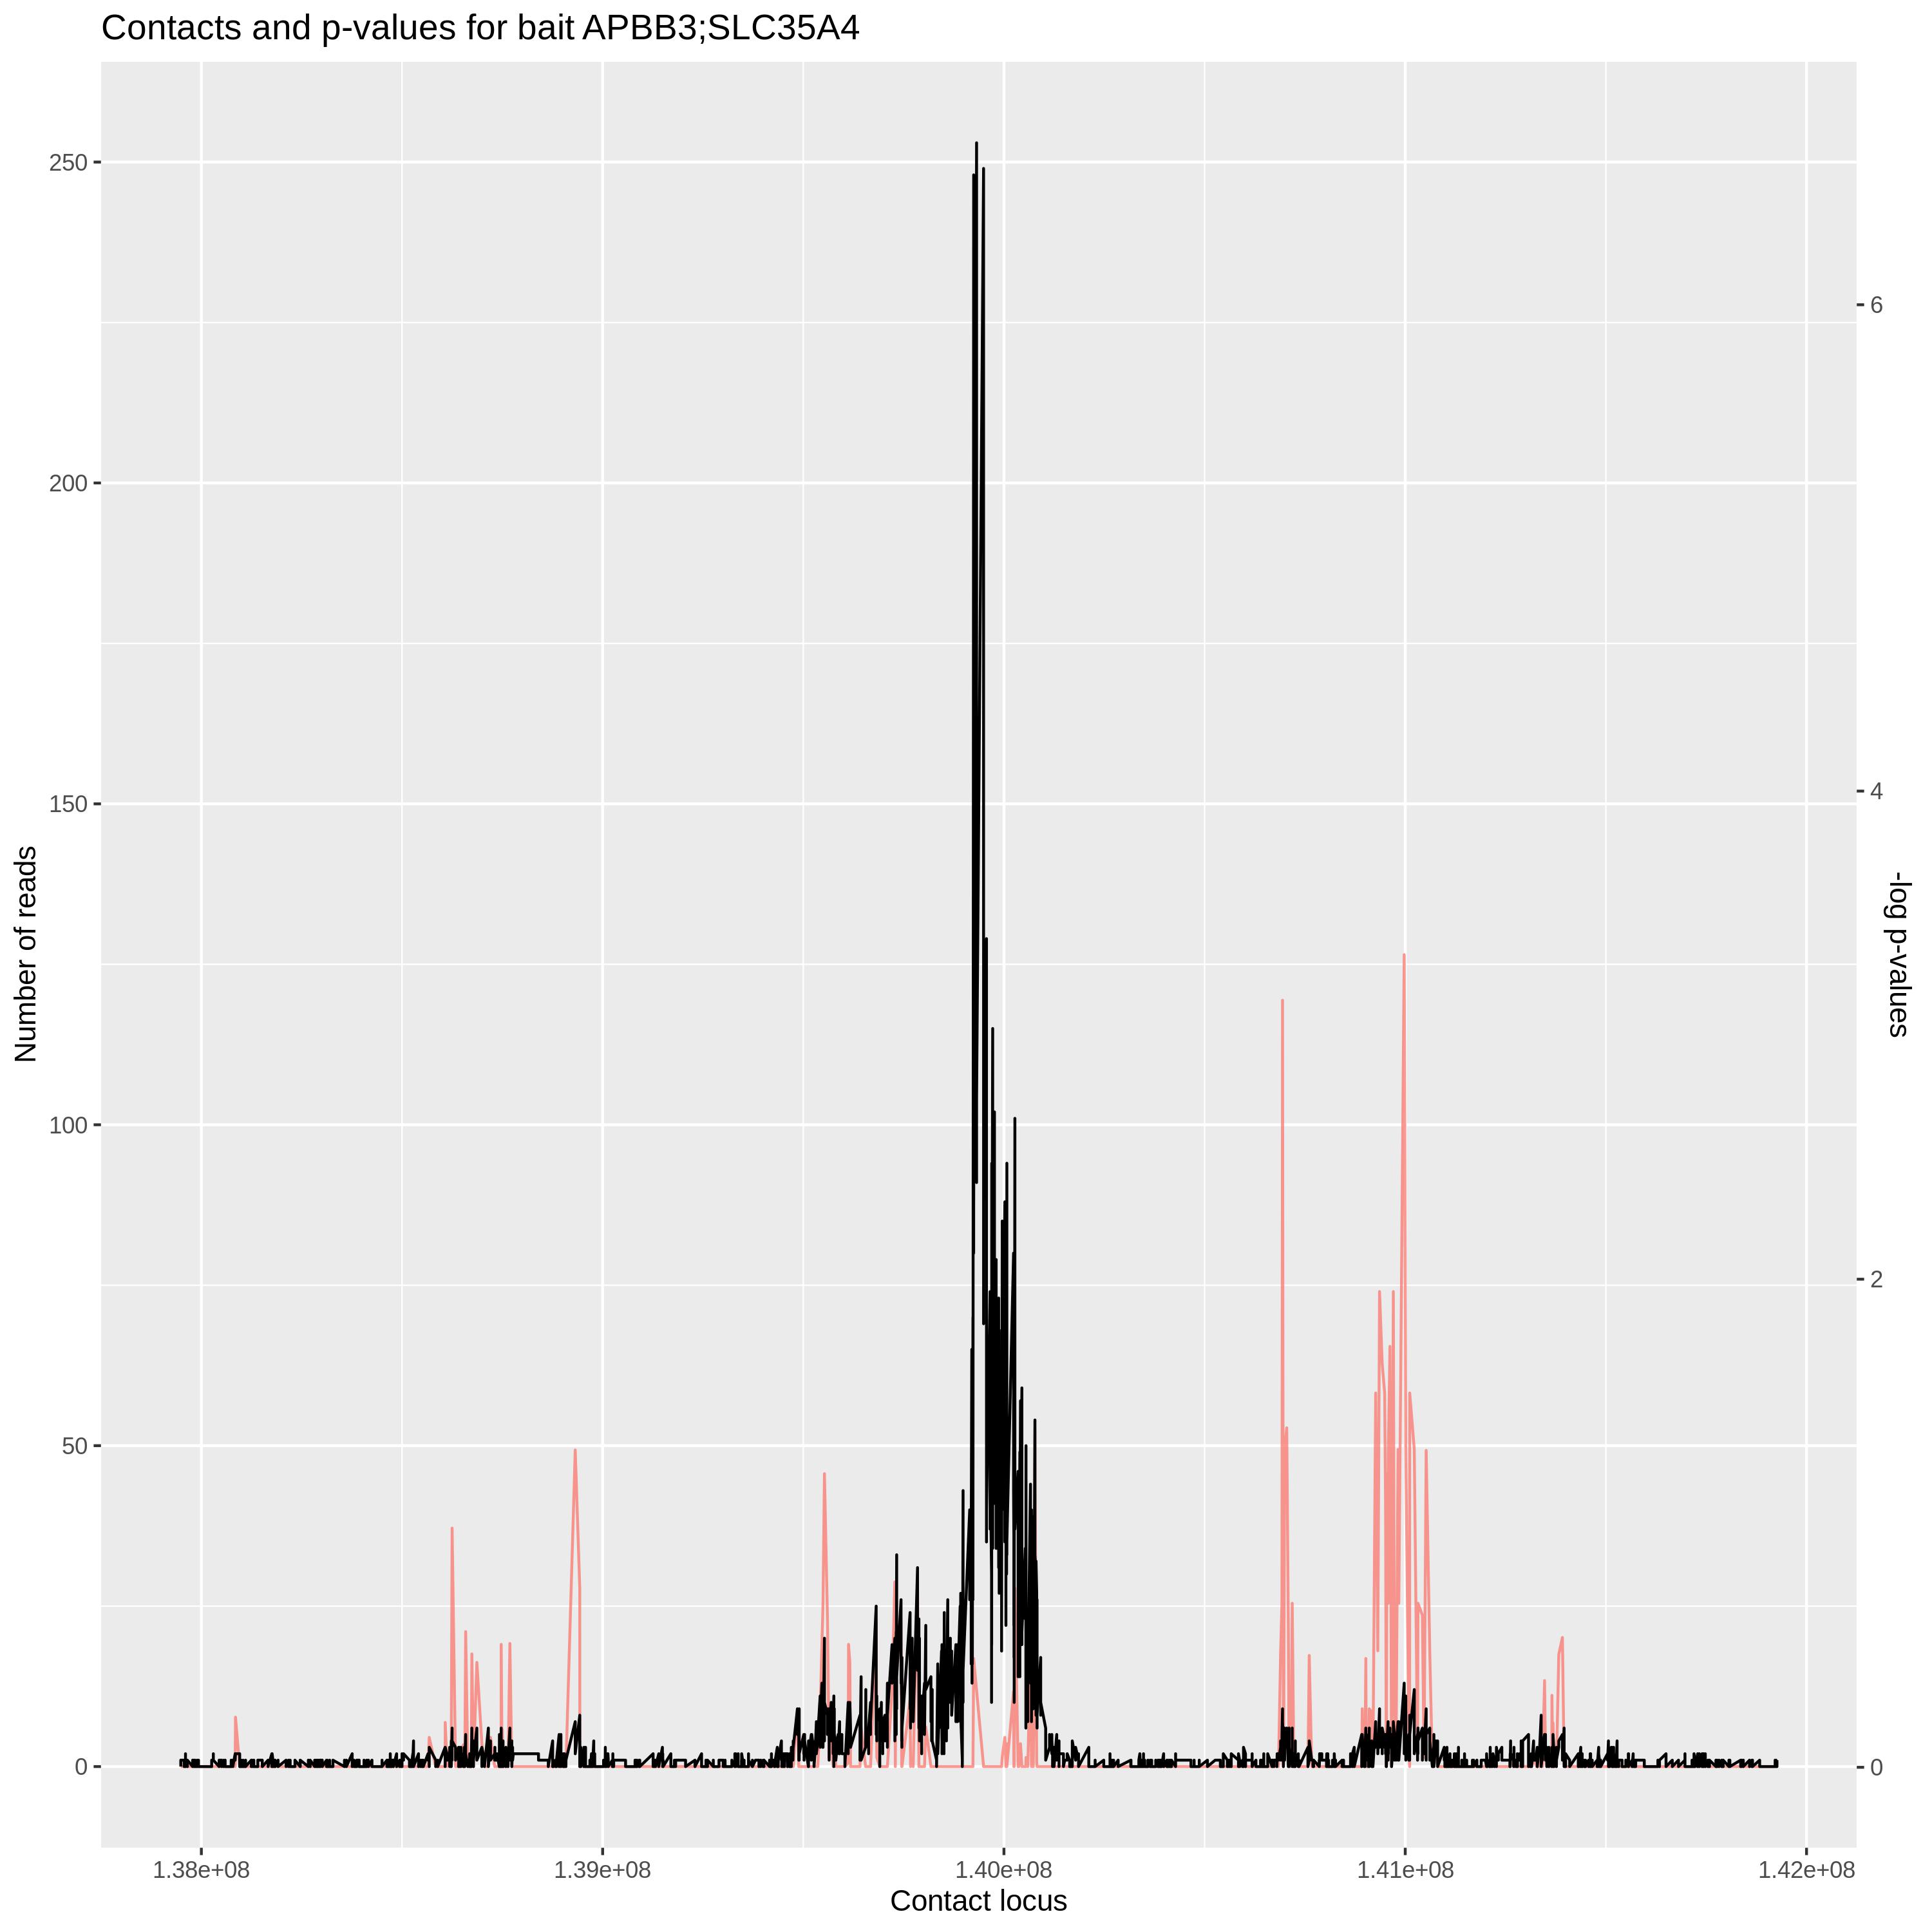 Contacts and p-values for bait APBB3;SLC35A4
250
200
150
100
50
0
Number of reads
6
4
2
0
-log p-values
1.38e+08
1.39e+08
1.40e+08
1.41e+08
1.42e+08
Contact locus